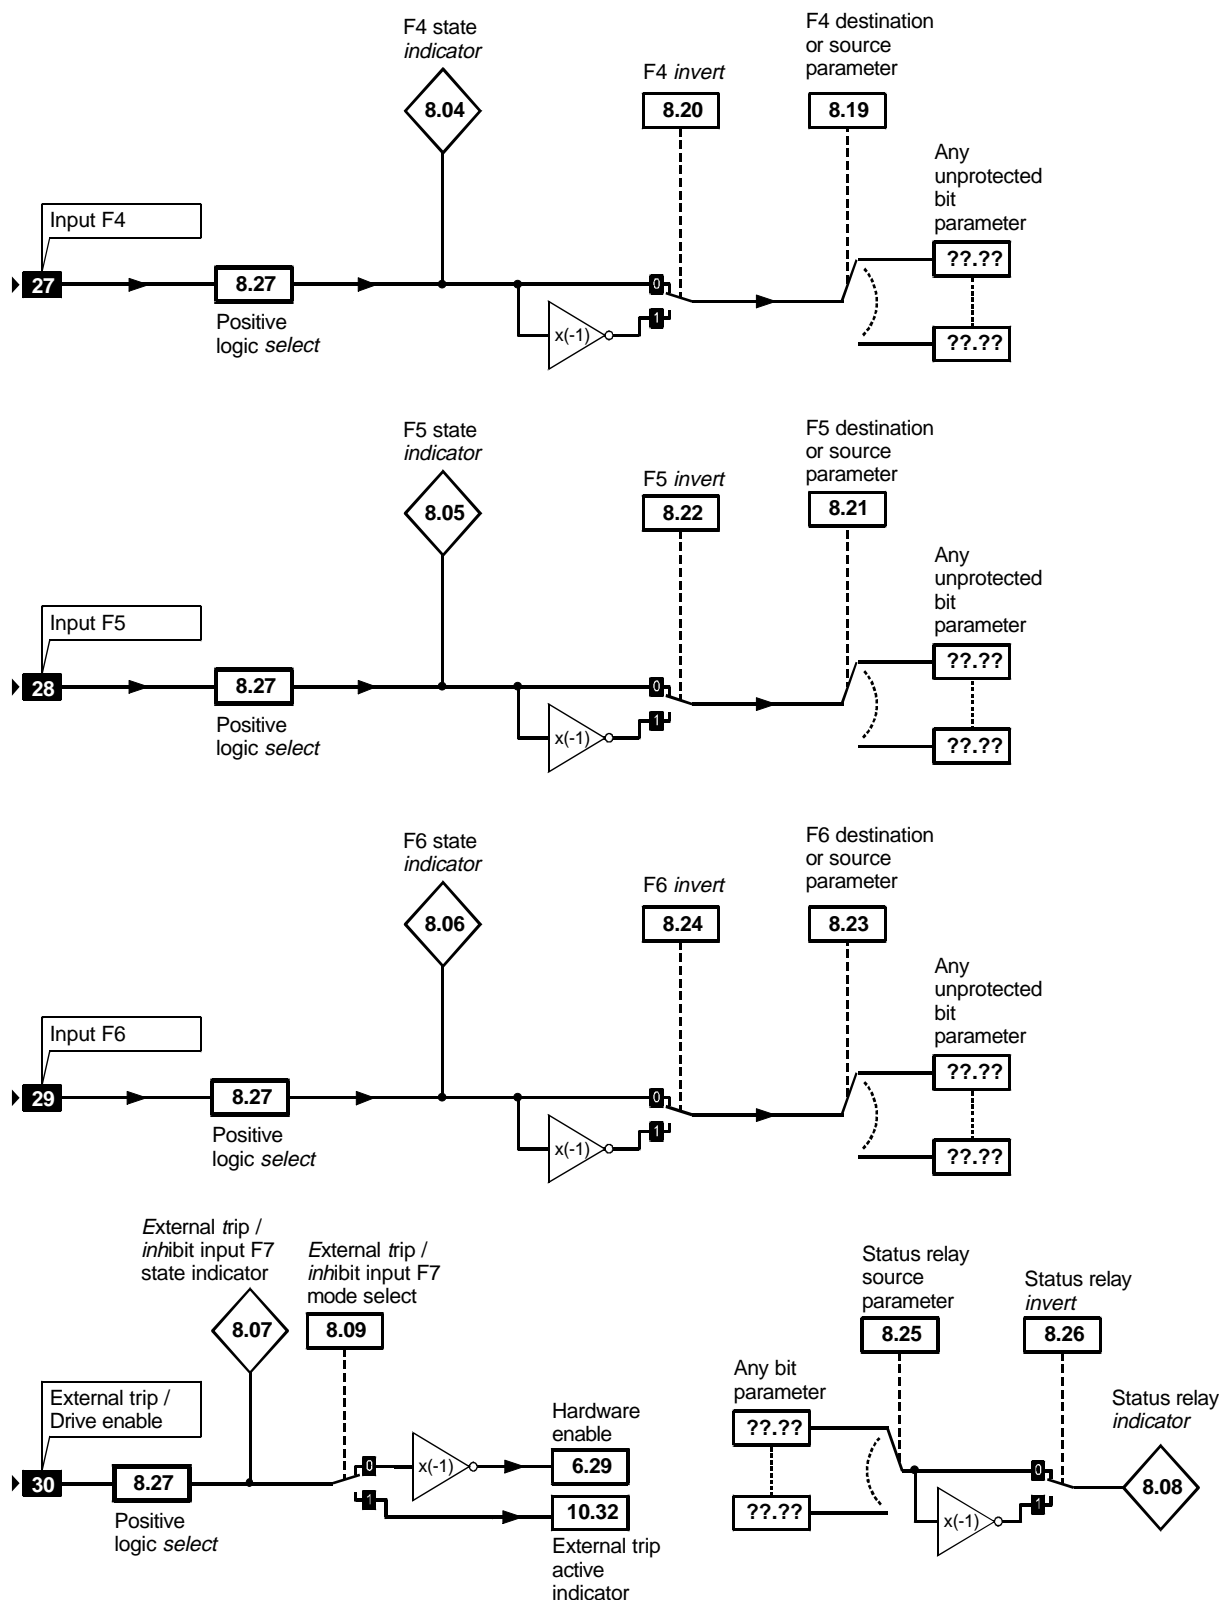 F4 state
indicator
F4 destination
or source
parameter
F4 invert
8.04
8.20
8.19
Any
unprotected
bit
parameter
Input F4
27
8.27
0
??.??
Positive
logic select
x(-1)
1
??.??
F5 state
indicator
F5 destination
or source
parameter
F5 invert
8.05
8.22
8.21
Any
unprotected
bit
parameter
Input F5
28
8.27
0
??.??
Positive
logic select
x(-1)
1
??.??
F6 state
indicator
F6 destination
or source
parameter
F6 invert
8.06
8.24
8.23
Any
unprotected
bit
parameter
Input F6
29
8.27
0
??.??
Positive
logic select
x(-1)
1
??.??
External trip /
inhibit input F7
state indicator
External trip /
inhibit input F7
mode select
8.07
8.09
External trip /
Drive enable
30
8.27
Positive
logic select
0
1
x(-1)
Hardware
enable
6.29
10.32
External trip
active
indicator
Status relay
source
parameter
Status relay
invert
8.25
8.26
Any bit
parameter
??.??
??.??
Status relay
indicator
0
1
x(-1)
8.08